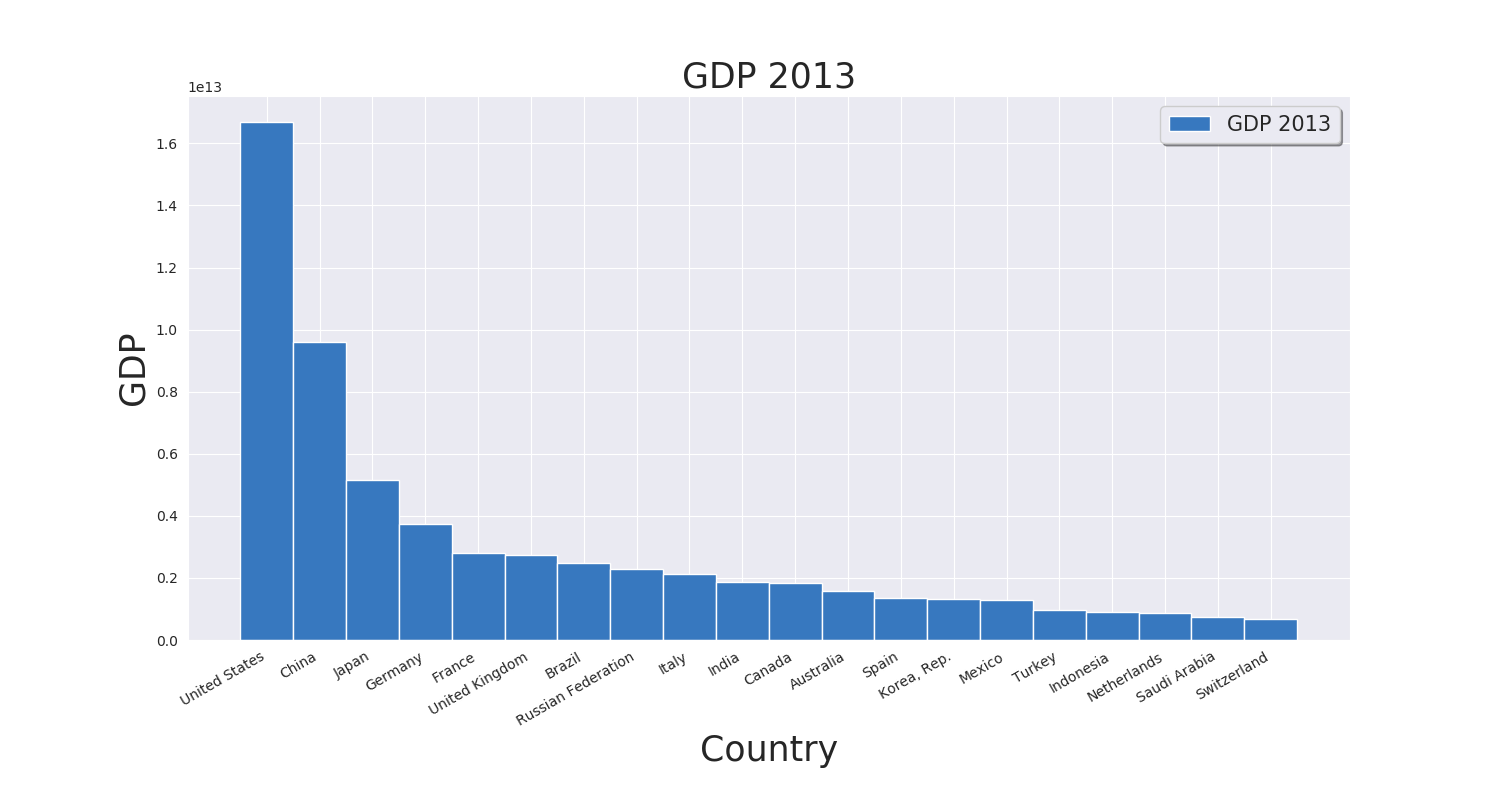 GDP 2013
1e13
GDP 2013
1.6
1.4
1.2
1.0
0.8
0.6
0.4
0.2
0.0
GDP
United States
China
Japan
Germany
France
United Kingdom
Brazil
Russian Federation
Italy
India
Canada
Australia
Spain
Korea, Rep.
Mexico
Turkey
Indonesia
Netherlands
Saudi Arabia
Switzerland
Country